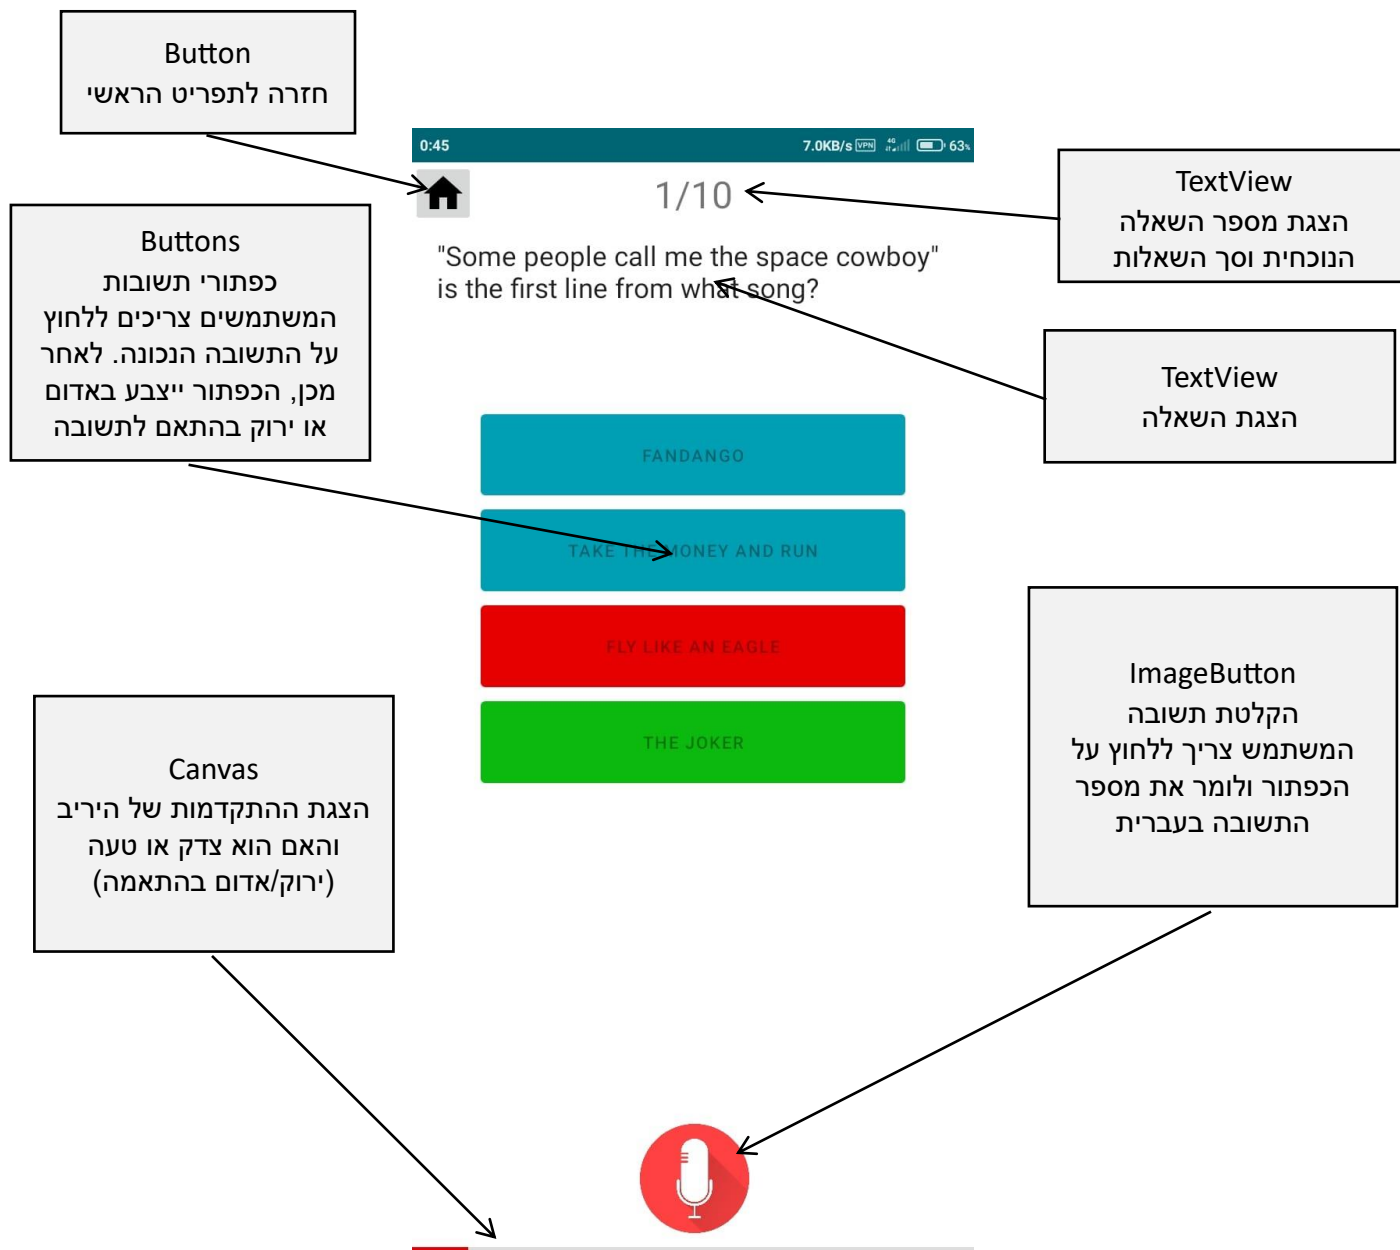 Button
חזרה לתפריט הראשי
0:45
7.0KB/s VPN 4G 63%
1/10
TextView
הצגת מספר השאלה
הנוכחית וסך השאלות
Buttons
כפתורי תשובות
המשתמשים צריכים ללחוץ
על התשובה הנכונה. לאחר
מכן, הכפתור ייצבע באדום
או ירוק בהתאם לתשובה
"Some people call me the space cowboy"
is the first line from what song?
TextView
הצגת השאלה
FANDANGO
TAKE THE MONEY AND RUN
FLY LIKE AN EAGLE
THE JOKER
ImageButton
הקלטת תשובה
המשתמש צריך ללחוץ על
הכפתור ולומר את מספר
התשובה בעברית
Canvas
הצגת ההתקדמות של היריב
והאם הוא צדק או טעה
(ירוק/אדום בהתאמה)